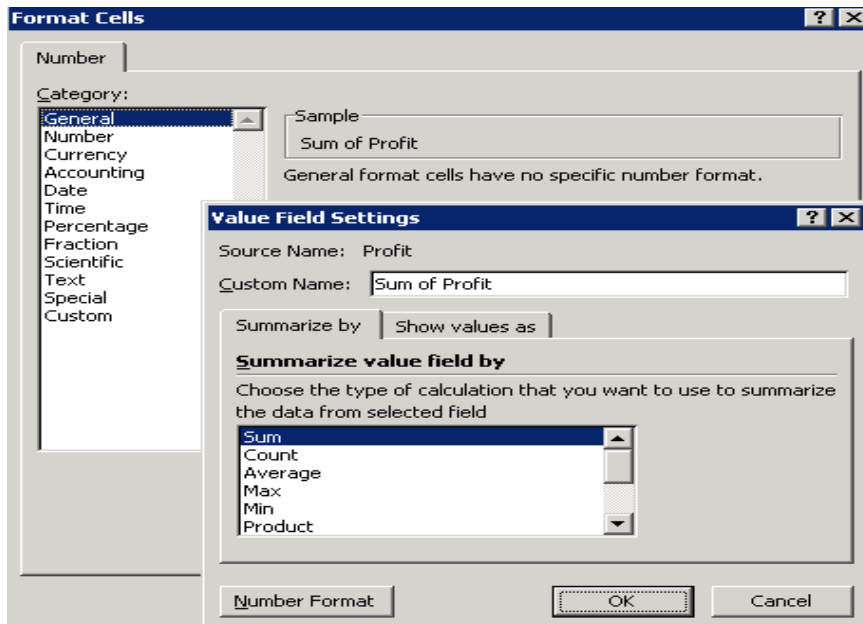 Format Cells
Number
Category:
General
Number
Currency
Accounting
Date
Time
Percentage
Fraction
Scientific
Text
Special
Custom
Sample
Sum of Profit
General format cells have no specific number format.
Value Field Settings
Source Name: Profit
Custom Name: Sum of Profit
Summarize by
Show values as
Summarize value field by
Choose the type of calculation that you want to use to summarize
the data from selected field
Sum
Count
Average
Max
Min
Product
Number Format
OK
Cancel